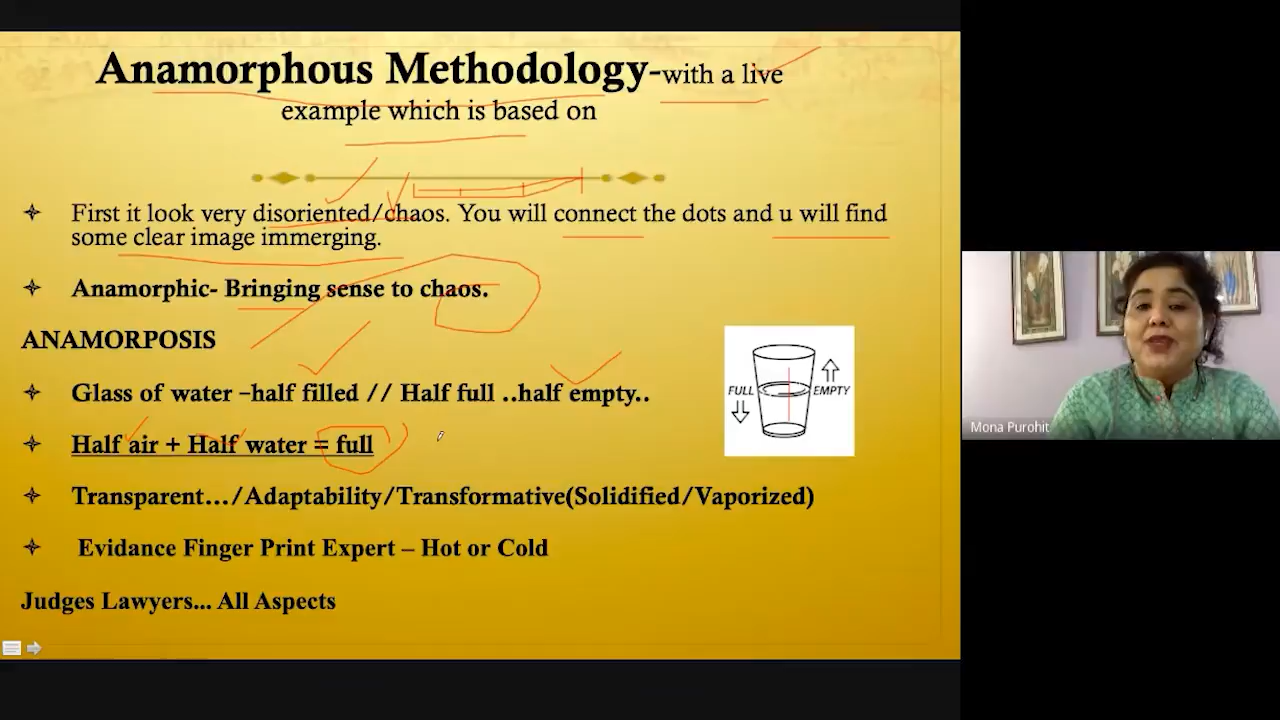 Anamorphous Methodology-with a live
example which is based on
First it look very disoriented/chaos. You will connect the dots and u will find
some clear image immerging.
Anamorphic- Bringing sense to chaos.
ANAMORPOSIS
Glass of water –half filled // Half full ..half empty..
Half air + Half water = full
Transparent…/Adaptability/Transformative(Solidified/Vaporized)
Evidance Finger Print Expert – Hot or Cold
Judges Lawyers... All Aspects
FULL
EMPTY
Mona Purohit